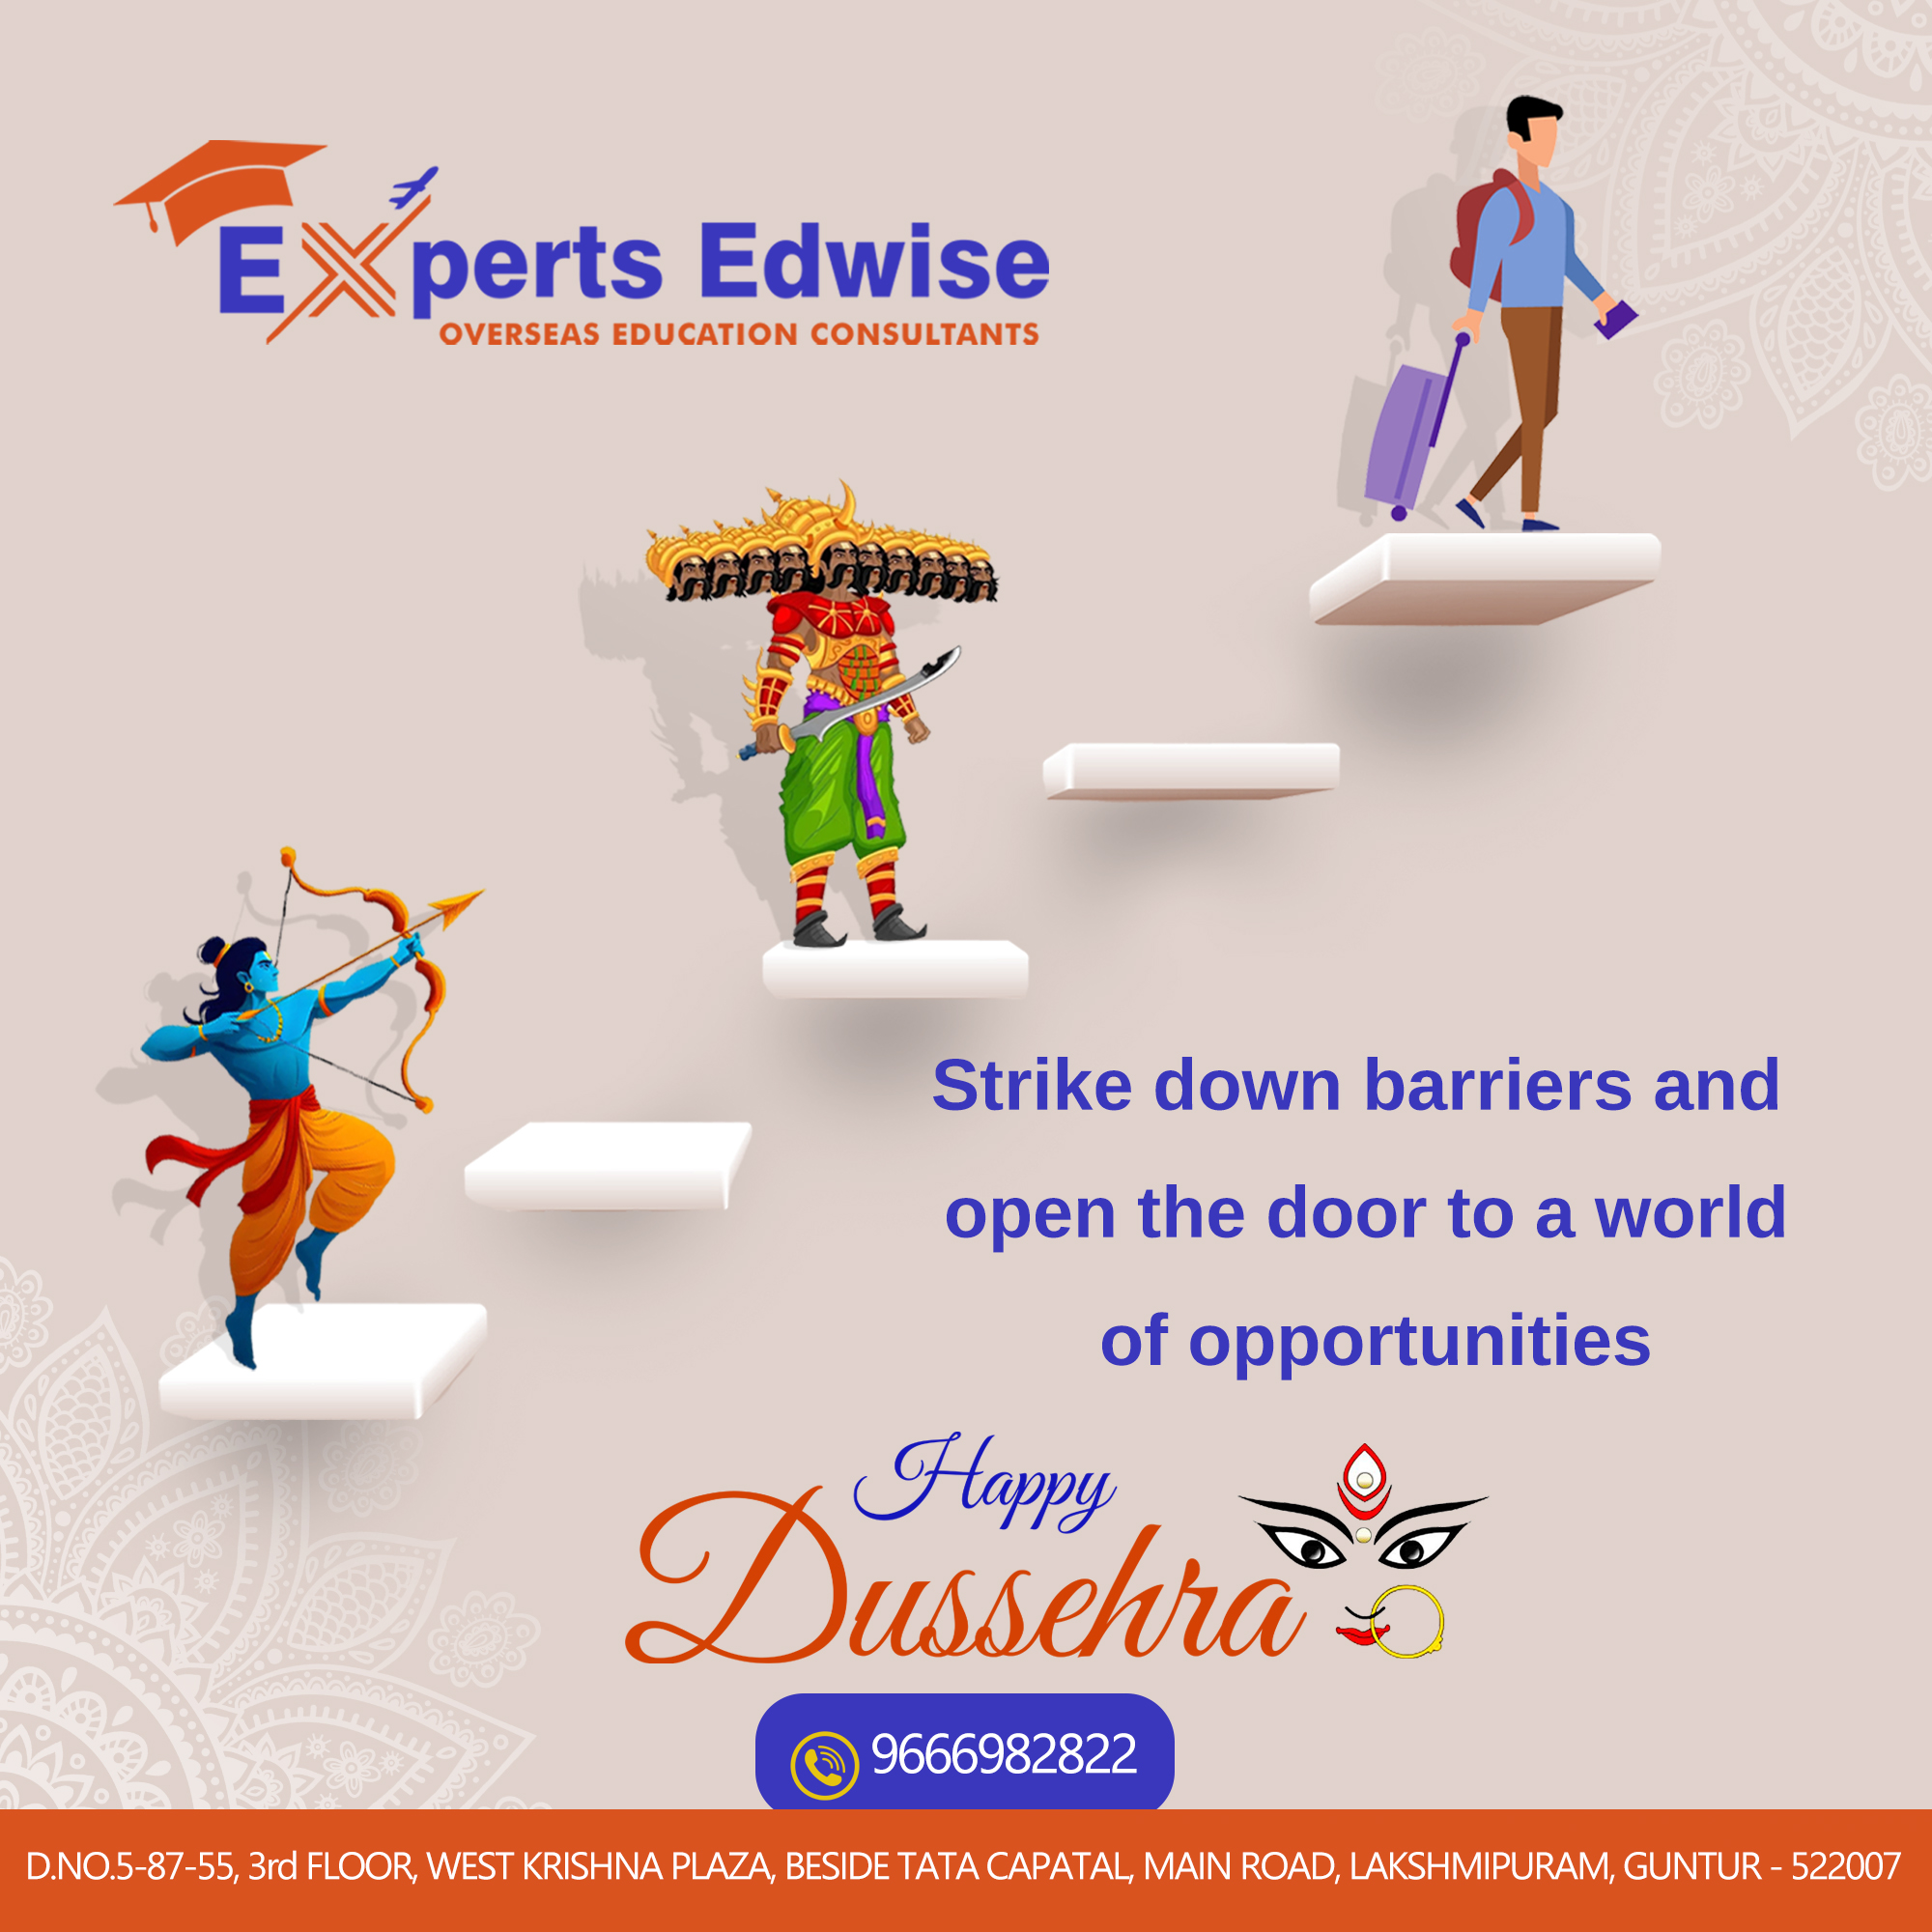 Experts Edwise
OVERSEAS EDUCATION CONSULTANTS
Strike down barriers and
open the door to a world
of opportunities
Happy
Dussehra
9666982822
D.NO.5-87-55, 3rd FLOOR, WEST KRISHNA PLAZA, BESIDE TATA CAPATAL, MAIN ROAD, LAKSHMIPURAM, GUNTUR - 522007